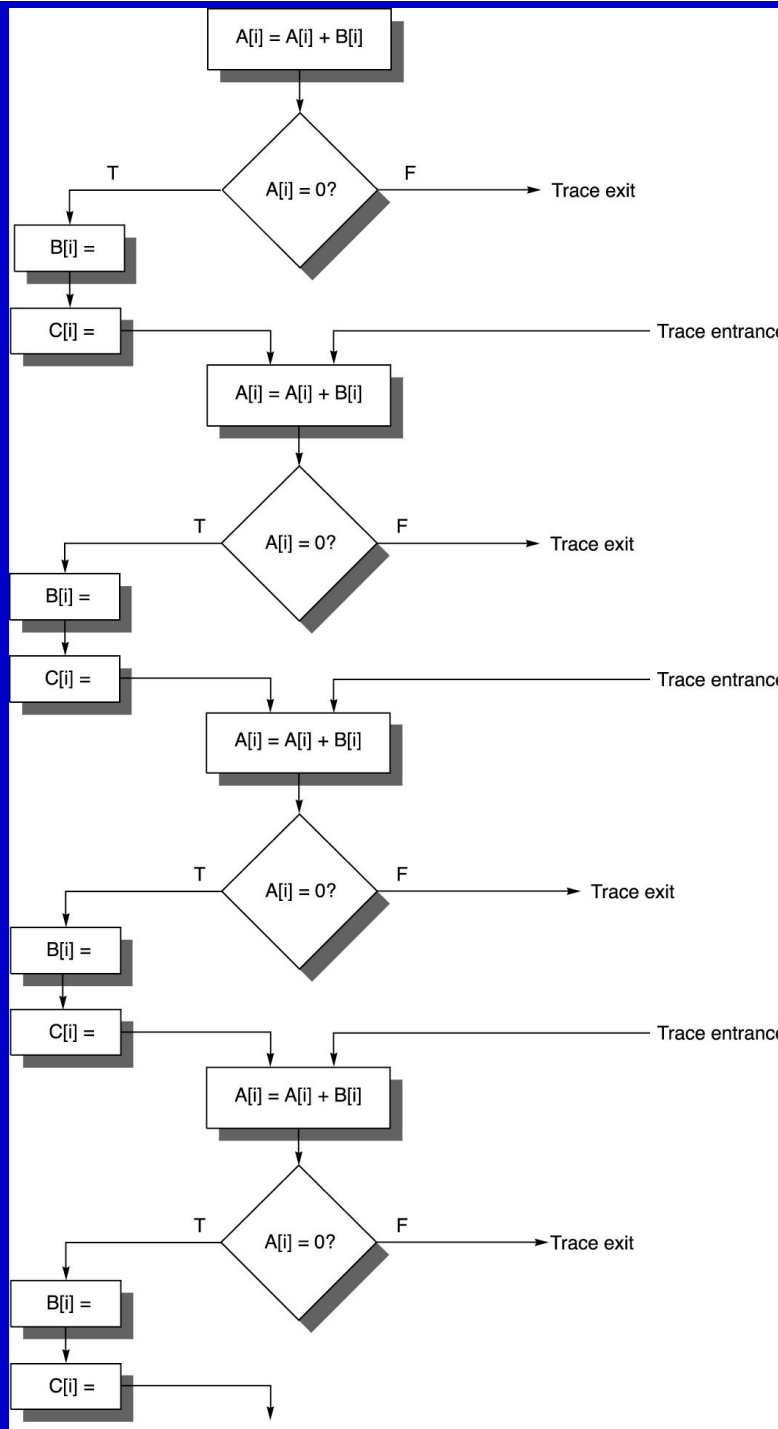 A[i] = A[i] + B[i]
T
F
A[i] = 0?
Trace exit
B[i] =
C[i] =
Trace entrance
A[i] = A[i] + B[i]
T
F
A[i] = 0?
Trace exit
B[i] =
C[i] =
Trace entrance
A[i] = A[i] + B[i]
T
F
A[i] = 0?
Trace exit
B[i] =
C[i] =
Trace entrance
A[i] = A[i] + B[i]
T
F
A[i] = 0?
Trace exit
B[i] =
C[i] =